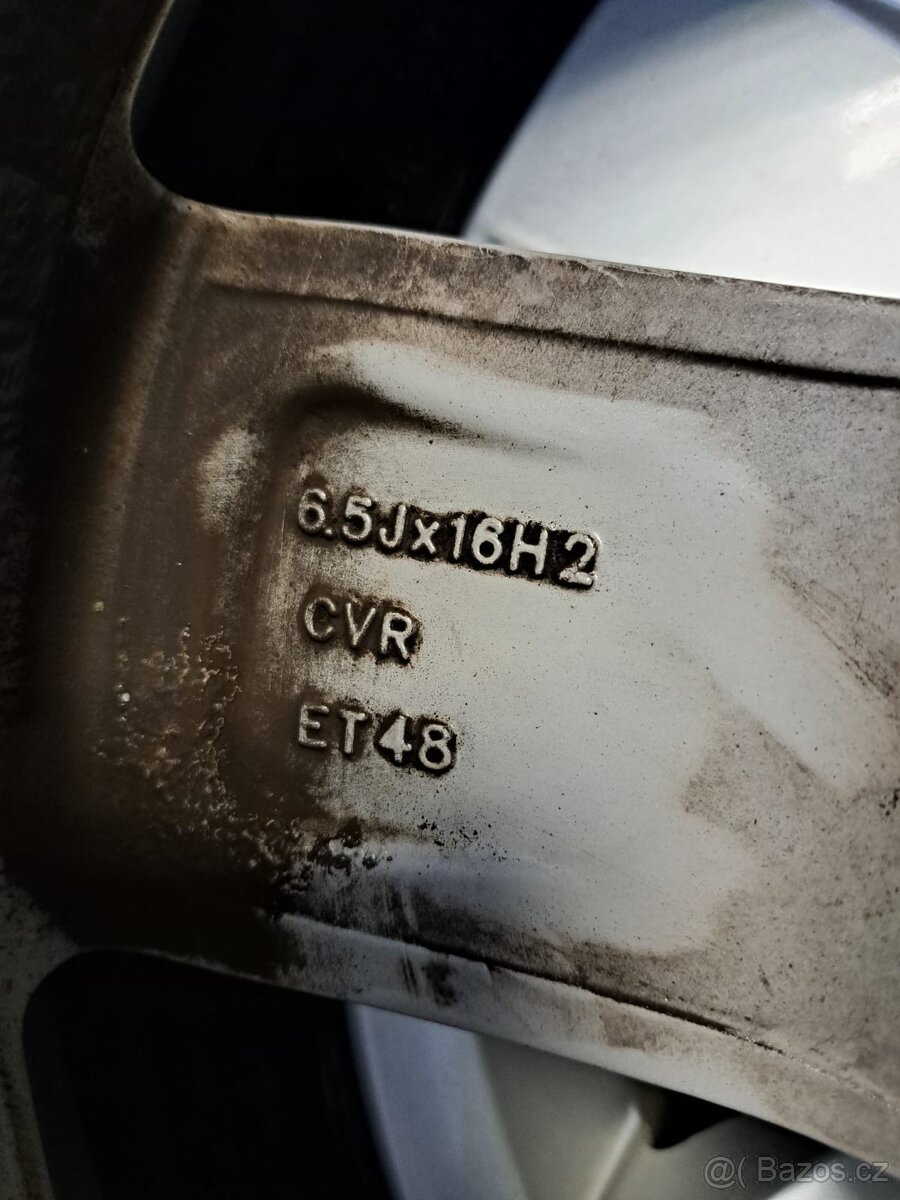 6.5Jx16H2
CVR
ET48
@( Bazos.cz